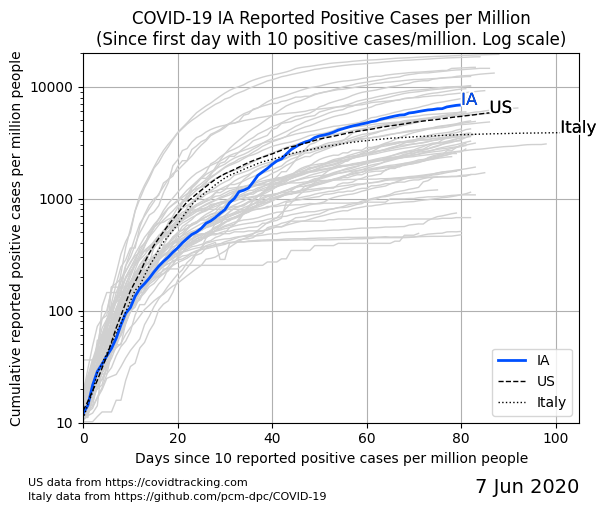 COVID-19 IA Reported Positive Cases per Million
(Since first day with 10 positive cases/million. Log scale)
Cumulative reported positive cases per million people
10000
1000
100
10
IA
US
Italy
IA
US
Italy
0
20
40
60
80
100
Days since 10 reported positive cases per million people
US data from https://covidtracking.com
Italy data from https://github.com/pcm-dpc/COVID-19
7 Jun 2020